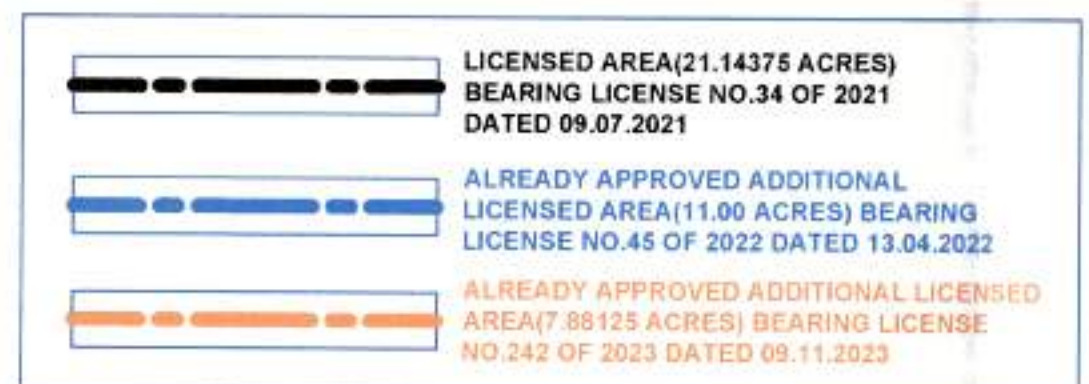 LICENSED AREA(21.14375 ACRES)
BEARING LICENSE NO.34 OF 2021
DATED 09.07.2021
ALREADY APPROVED ADDITIONAL
LICENSED AREA(11.00 ACRES) BEARING
LICENSE NO.45 OF 2022 DATED 13.04.2022
ALREADY APPROVED ADDITIONAL LICENSED
AREA(7.88125 ACRES) BEARING LICENSE
NO.242 OF 2023 DATED 09.11.2023